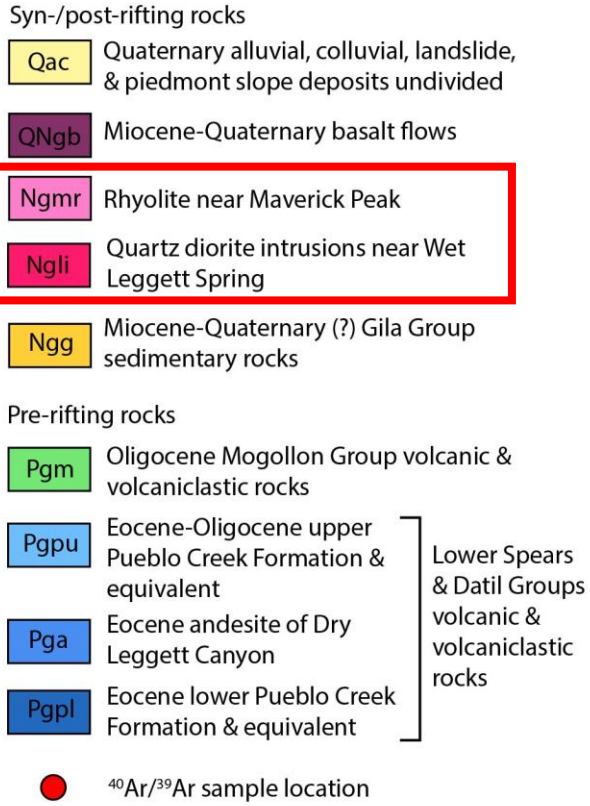 Syn-/post-rifting rocks
Qac Quaternary alluvial, colluvial, landslide,
& piedmont slope deposits undivided
QNgb Miocene-Quaternary basalt flows
Ngmr Rhyolite near Maverick Peak
Ngli Quartz diorite intrusions near Wet
Leggett Spring
Ngg Miocene-Quaternary (?) Gila Group
sedimentary rocks
Pre-rifting rocks
Pgm Oligocene Mogollon Group volcanic &
volcaniclastic rocks
Pgpu Eocene-Oligocene upper
Pueblo Creek Formation &
equivalent
Pga Eocene andesite of Dry
Leggett Canyon
Pgpl Eocene lower Pueblo Creek
Formation & equivalent
Lower Spears
& Datil Groups
volcanic &
volcaniclastic
rocks
⁴⁰Ar/³⁹Ar sample location